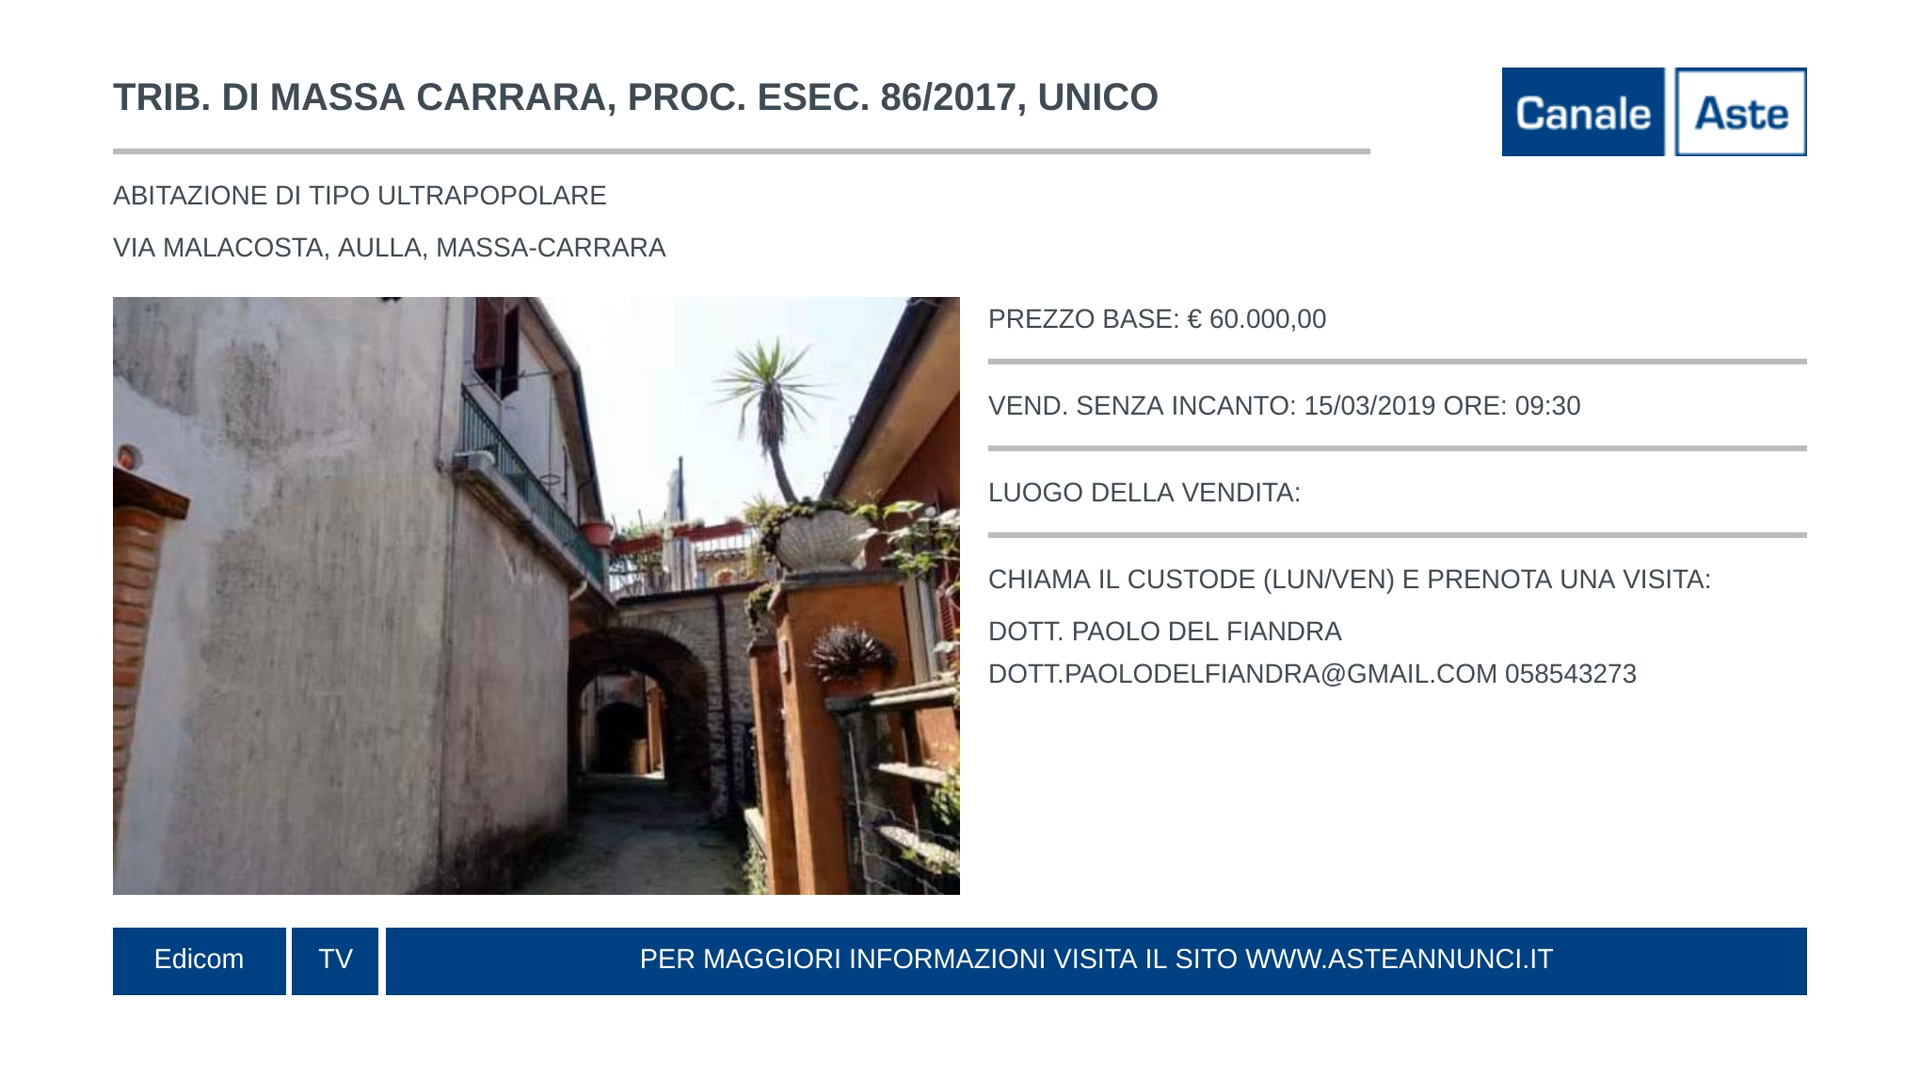 TRIB. DI MASSA CARRARA, PROC. ESEC. 86/2017, UNICO
Canale Aste
ABITAZIONE DI TIPO ULTRAPOPOLARE
VIA MALACOSTA, AULLA, MASSA-CARRARA
PREZZO BASE: € 60.000,00
VEND. SENZA INCANTO: 15/03/2019 ORE: 09:30
LUOGO DELLA VENDITA:
CHIAMA IL CUSTODE (LUN/VEN) E PRENOTA UNA VISITA:
DOTT. PAOLO DEL FIANDRA
DOTT.PAOLODELFIANDRA@GMAIL.COM 058543273
Edicom TV PER MAGGIORI INFORMAZIONI VISITA IL SITO WWW.ASTEANNUNCI.IT